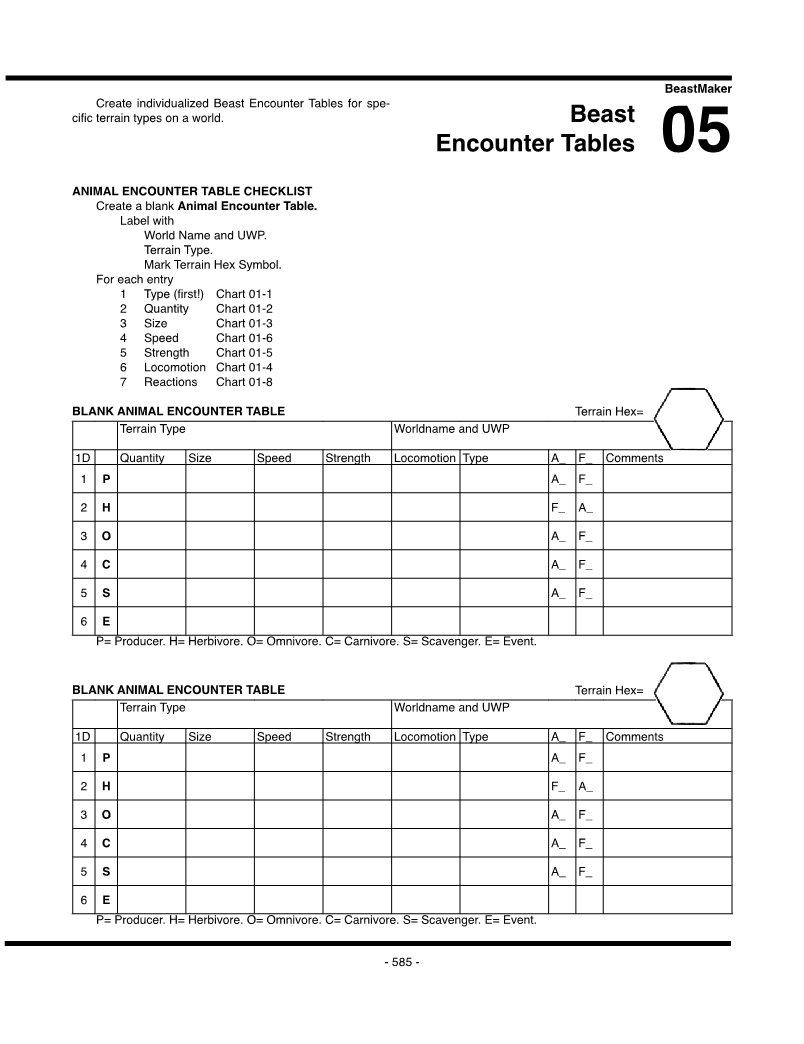 BeastMaker
Create individualized Beast Encounter Tables for spe-
cific terrain types on a world.
Beast
Encounter Tables
05
ANIMAL ENCOUNTER TABLE CHECKLIST
Create a blank Animal Encounter Table.
Label with
World Name and UWP.
Terrain Type.
Mark Terrain Hex Symbol.
For each entry
1 Type (first!) Chart 01-1
2 Quantity Chart 01-2
3 Size Chart 01-3
4 Speed Chart 01-6
5 Strength Chart 01-5
6 Locomotion Chart 01-4
7 Reactions Chart 01-8
BLANK ANIMAL ENCOUNTER TABLE Terrain Hex=
Terrain Type Worldname and UWP
1D Quantity Size Speed Strength Locomotion Type A_ F_ Comments
1 P A_ F_
2 H F_ A_
3 O A_ F_
4 C A_ F_
5 S A_ F_
6 E
P= Producer. H= Herbivore. O= Omnivore. C= Carnivore. S= Scavenger. E= Event.
BLANK ANIMAL ENCOUNTER TABLE Terrain Hex=
Terrain Type Worldname and UWP
1D Quantity Size Speed Strength Locomotion Type A_ F_ Comments
1 P A_ F_
2 H F_ A_
3 O A_ F_
4 C A_ F_
5 S A_ F_
6 E
P= Producer. H= Herbivore. O= Omnivore. C= Carnivore. S= Scavenger. E= Event.
- 585 -